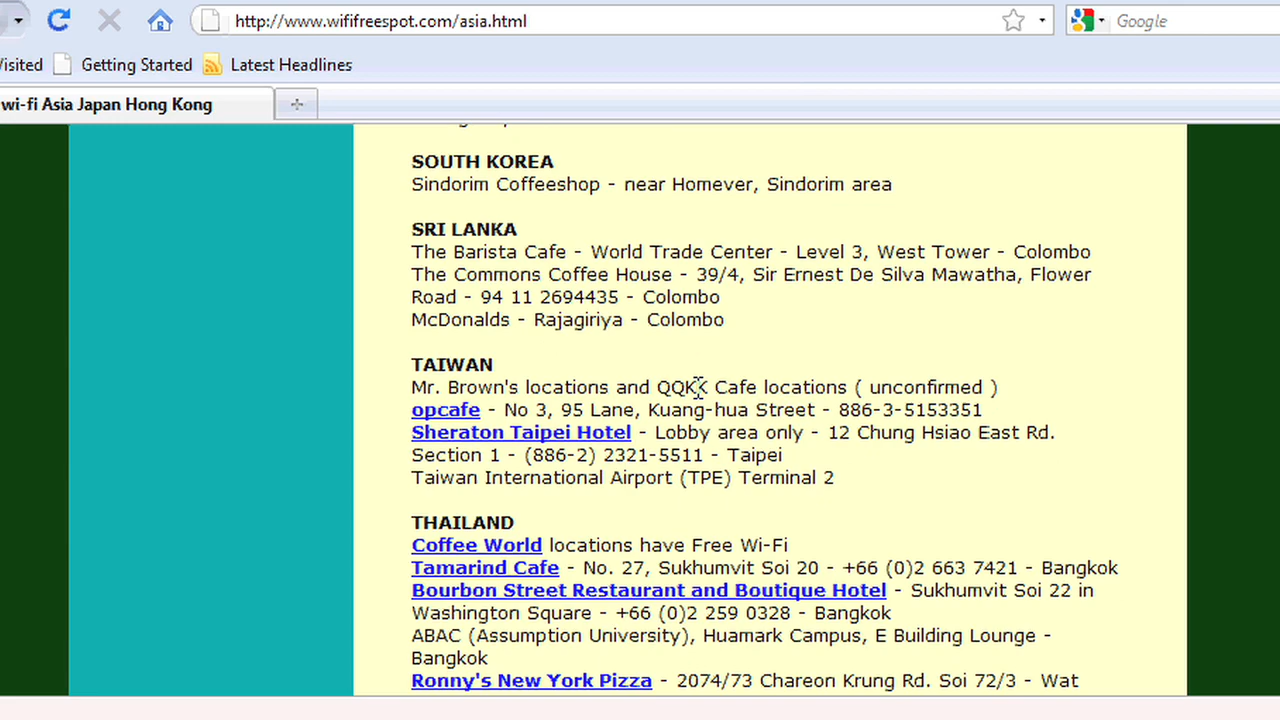 http://www.wififreespot.com/asia.html
Google
Getting Started
Latest Headlines
wi-fi Asia Japan Hong Kong
SOUTH KOREA
Sindorim Coffeeshop - near Homever, Sindorim area
SRI LANKA
The Barista Cafe - World Trade Center - Level 3, West Tower - Colombo
The Commons Coffee House - 39/4, Sir Ernest De Silva Mawatha, Flower
Road - 94 11 2694435 - Colombo
McDonalds - Rajagiriya - Colombo
TAIWAN
Mr. Brown's locations and QQKK Cafe locations ( unconfirmed )
opcafe - No 3, 95 Lane, Kuang-hua Street - 886-3-5153351
Sheraton Taipei Hotel - Lobby area only - 12 Chung Hsiao East Rd.
Section 1 - (886-2) 2321-5511 - Taipei
Taiwan International Airport (TPE) Terminal 2
THAILAND
Coffee World locations have Free Wi-Fi
Tamarind Cafe - No. 27, Sukhumvit Soi 20 - +66 (0)2 663 7421 - Bangkok
Bourbon Street Restaurant and Boutique Hotel - Sukhumvit Soi 22 in
Washington Square - +66 (0)2 259 0328 - Bangkok
ABAC (Assumption University), Huamark Campus, E Building Lounge -
Bangkok
Ronny's New York Pizza - 2074/73 Chareon Krung Rd. Soi 72/3 - Wat